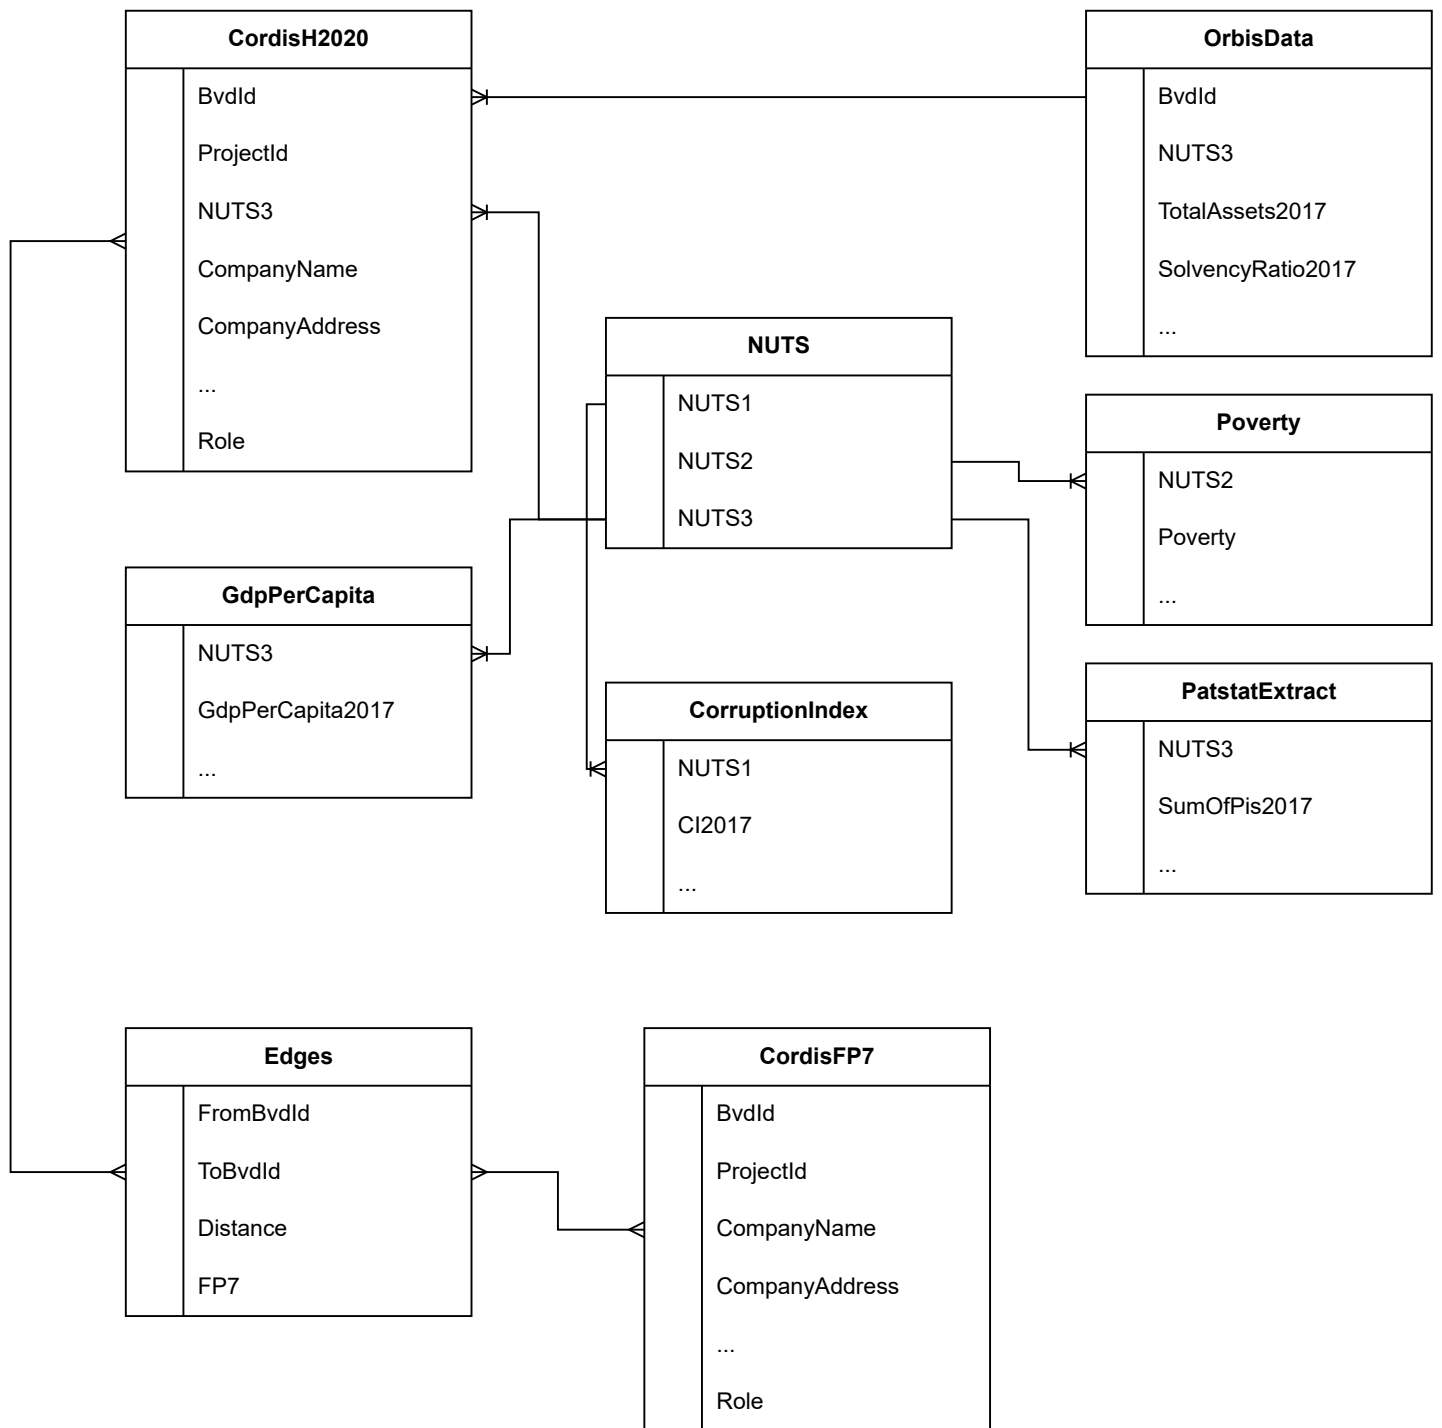 CordisH2020
BvdId
ProjectId
NUTS3
CompanyName
CompanyAddress
...
Role
OrbisData
BvdId
NUTS3
TotalAssets2017
SolvencyRatio2017
...
NUTS
NUTS1
NUTS2
NUTS3
Poverty
NUTS2
Poverty
...
GdpPerCapita
NUTS3
GdpPerCapita2017
...
CorruptionIndex
NUTS1
CI2017
...
PatstatExtract
NUTS3
SumOfPis2017
...
Edges
FromBvdId
ToBvdId
Distance
FP7
CordisFP7
BvdId
ProjectId
CompanyName
CompanyAddress
...
Role